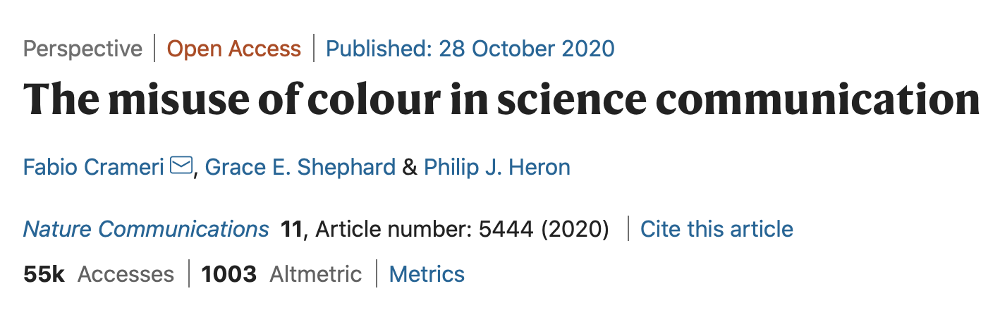 Perspective | Open Access | Published: 28 October 2020
The misuse of colour in science communication
Fabio Crameri, Grace E. Shephard & Philip J. Heron
Nature Communications 11, Article number: 5444 (2020) | Cite this article
55k Accesses | 1003 Altmetric | Metrics